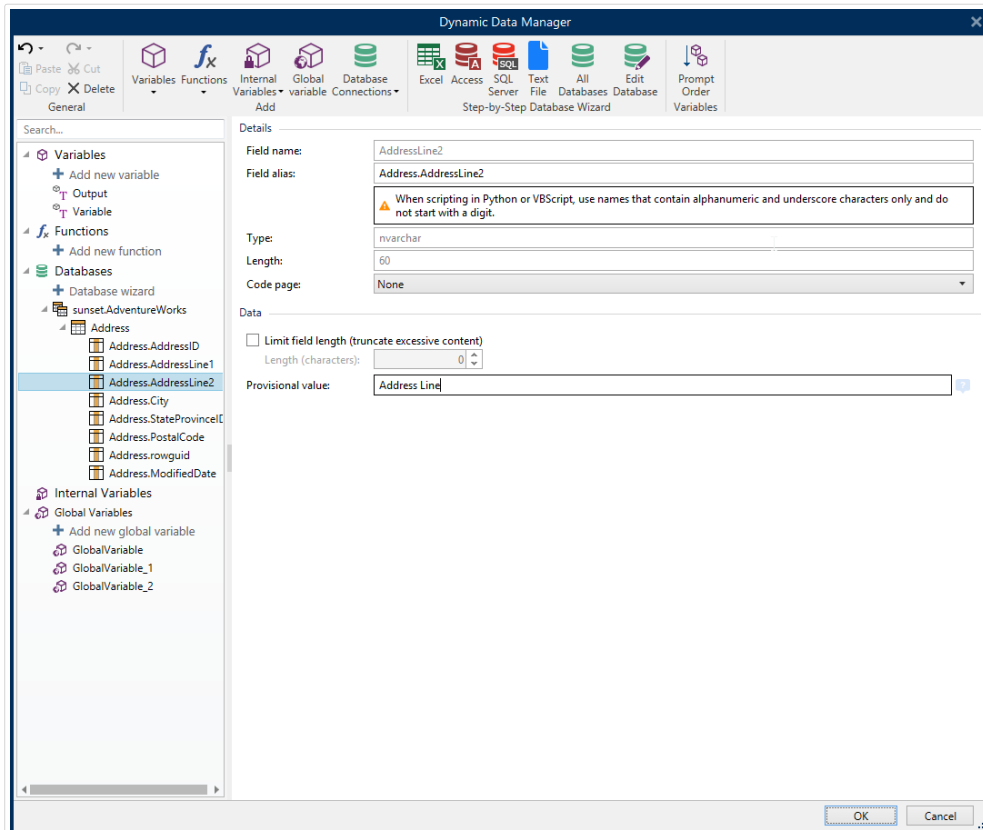 Dynamic Data Manager
Paste Cut
Copy Delete
General
Variables Functions
Internal Variables
Global variable
Database Connections
Add
Excel Access SQL Server Text File All Databases Edit Database
Step-by-Step Database Wizard
Prompt Order
Variables
Search...
Variables
Add new variable
Output
Variable
Functions
Add new function
Databases
Database wizard
sunset.AdventureWorks
Address
Address.AddressID
Address.AddressLine1
Address.AddressLine2
Address.City
Address.StateProvinceID
Address.PostalCode
Address.rowguid
Address.ModifiedDate
Internal Variables
Global Variables
Add new global variable
GlobalVariable
GlobalVariable_1
GlobalVariable_2
Details
Field name: AddressLine2
Field alias: Address.AddressLine2
When scripting in Python or VBScript, use names that contain alphanumeric and underscore characters only and do
not start with a digit.
Type: nvarchar
Length: 60
Code page: None
Data
Limit field length (truncate excessive content)
Length (characters): 0
Provisional value: Address Line
OK Cancel